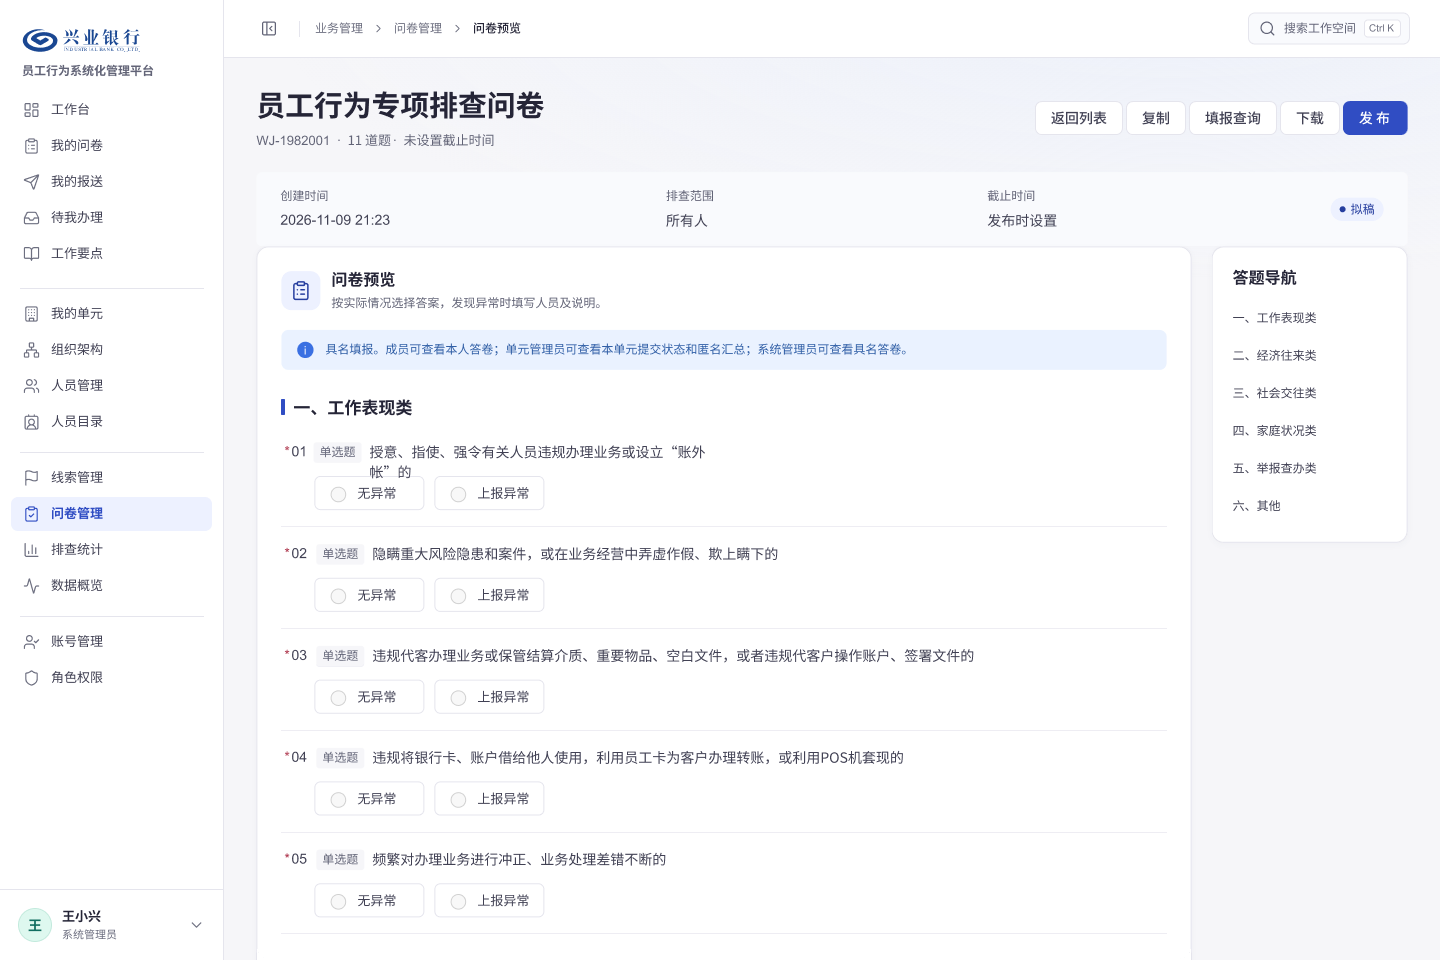 兴业银行
INDUSTRIAL BANK CO.,LTD.
员工行为系统化管理平台
工作台
我的问卷
我的报送
待我办理
工作要点
我的单元
组织架构
人员管理
人员目录
线索管理
问卷管理
排查统计
数据概览
账号管理
角色权限
王
王小兴
系统管理员
业务管理 > 问卷管理 > 问卷预览
搜索工作空间 Ctrl K
员工行为专项排查问卷
WJ-1982001 · 11 道题 · 未设置截止时间
返回列表 复制 填报查询 下载 发 布
创建时间 排查范围 截止时间
2026-11-09 21:23 所有人 发布时设置
拟稿
问卷预览
按实际情况选择答案，发现异常时填写人员及说明。
具名填报。成员可查看本人答卷；单元管理员可查看本单元提交状态和匿名汇总；系统管理员可查看具名答卷。
一、工作表现类
*01 单选题 授意、指使、强令有关人员违规办理业务或设立“账外
帐”的
无异常 上报异常
*02 单选题 隐瞒重大风险隐患和案件，或在业务经营中弄虚作假、欺上瞒下的
无异常 上报异常
*03 单选题 违规代客办理业务或保管结算介质、重要物品、空白文件，或者违规代客户操作账户、签署文件的
无异常 上报异常
*04 单选题 违规将银行卡、账户借给他人使用，利用员工卡为客户办理转账，或利用POS机套现的
无异常 上报异常
*05 单选题 频繁对办理业务进行冲正、业务处理差错不断的
无异常 上报异常
答题导航
一、工作表现类
二、经济往来类
三、社会交往类
四、家庭状况类
五、举报查办类
六、其他